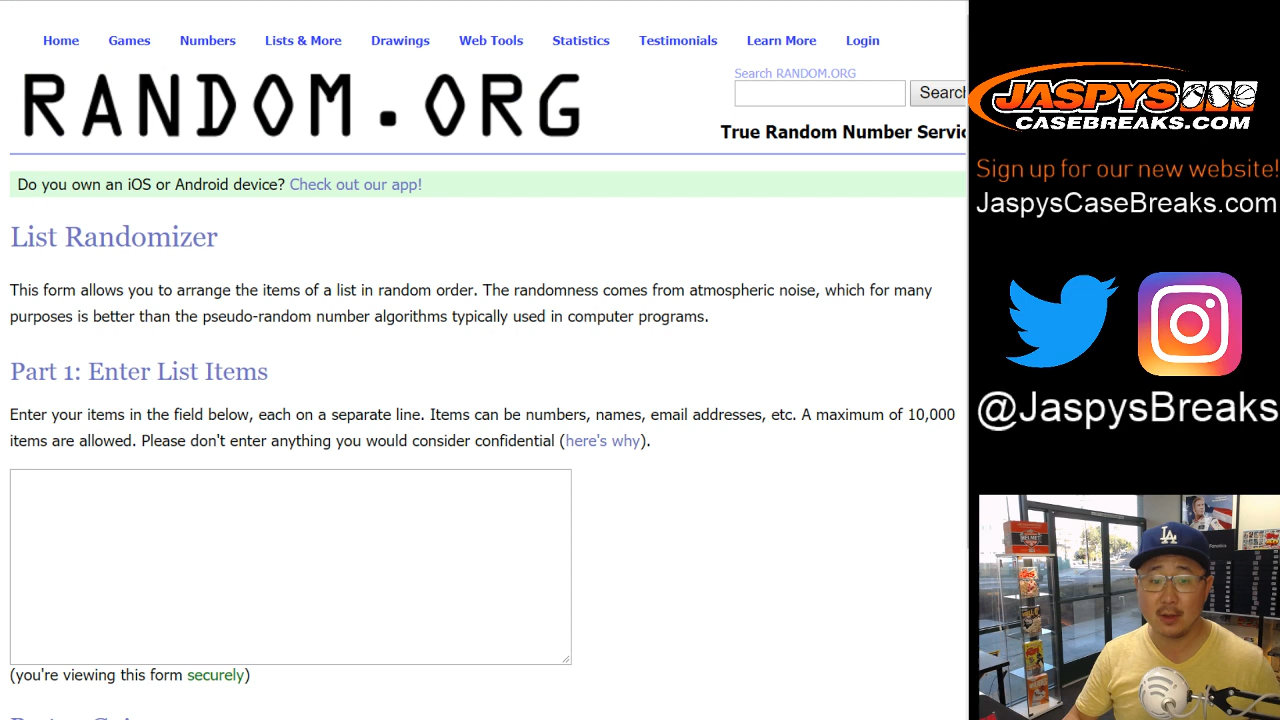 Home Games Numbers Lists & More Drawings Web Tools Statistics Testimonials Learn More Login
RANDOM.ORG
Search RANDOM.ORG
Search
True Random Number Servic
Do you own an iOS or Android device? Check out our app!
List Randomizer
This form allows you to arrange the items of a list in random order. The randomness comes from atmospheric noise, which for many
purposes is better than the pseudo-random number algorithms typically used in computer programs.
Part 1: Enter List Items
Enter your items in the field below, each on a separate line. Items can be numbers, names, email addresses, etc. A maximum of 10,000
items are allowed. Please don't enter anything you would consider confidential (here's why).
(you're viewing this form securely)
JASPYS
CASEBREAKS.COM
Sign up for our new website!
JaspysCaseBreaks.com
@JaspysBreaks
HELMET
LA
Fanatics